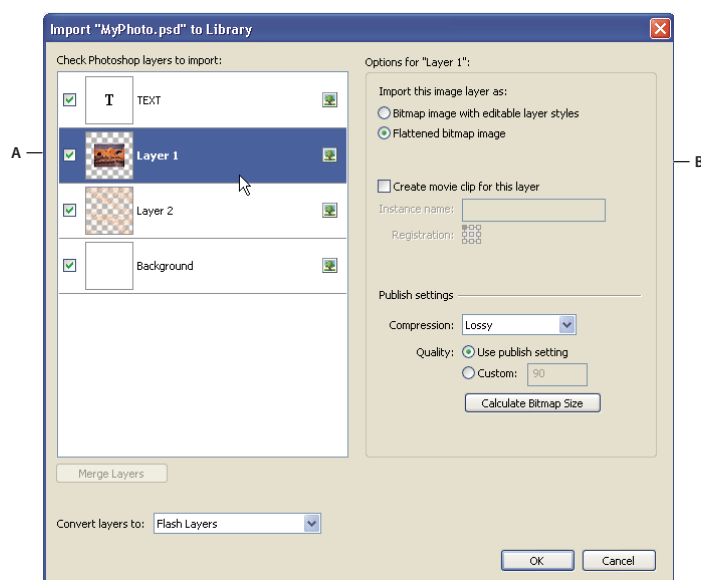 Import "MyPhoto.psd" to Library
Check Photoshop layers to import:
T TEXT
Layer 1
Layer 2
Background
Merge Layers
Convert layers to: Flash Layers
Options for "Layer 1":
Import this image layer as:
Bitmap image with editable layer styles
Flattened bitmap image
Create movie clip for this layer
Instance name:
Registration:
Publish settings
Compression: Lossy
Quality: Use publish setting
Custom: 90
Calculate Bitmap Size
OK Cancel
A
B